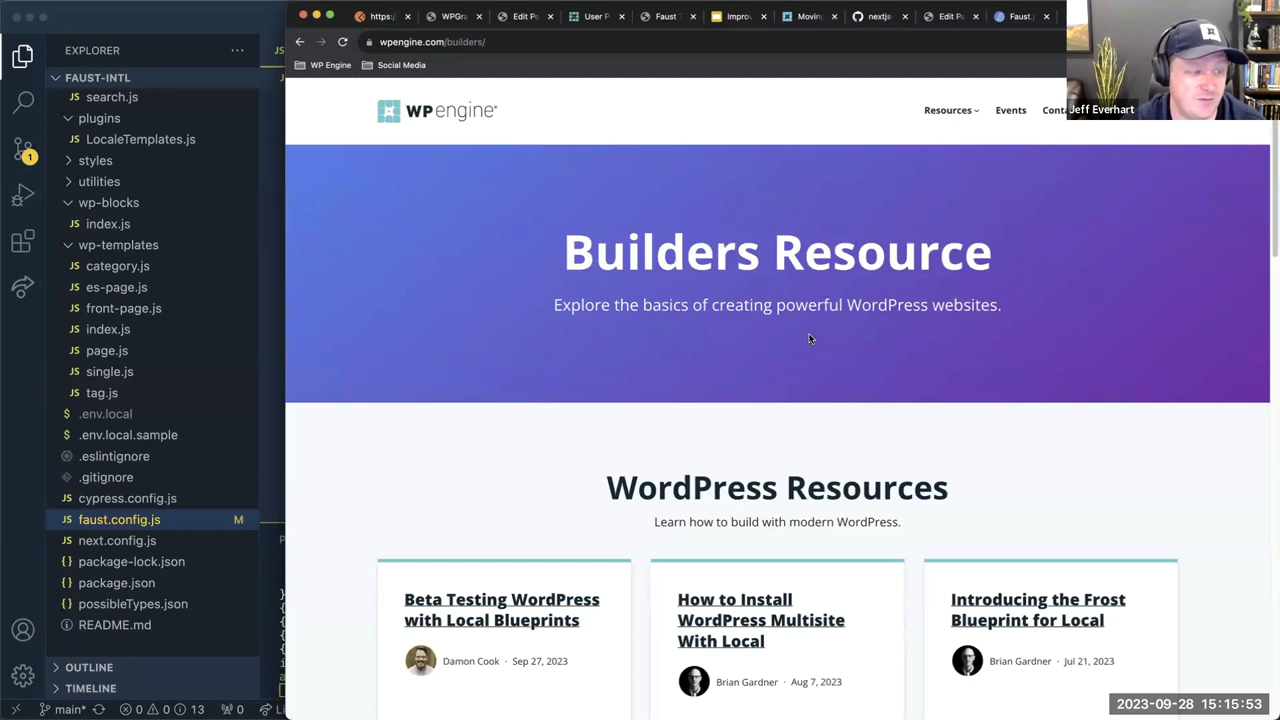 EXPLORER
FAUST-INTL
search.js
plugins
LocaleTemplates.js
styles
utilities
wp-blocks
index.js
wp-templates
category.js
es-page.js
front-page.js
index.js
page.js
single.js
tag.js
.env.local
.env.local.sample
.eslintignore
.gitignore
cypress.config.js
faust.config.js M
next.config.js
package-lock.json
package.json
possibleTypes.json
README.md
OUTLINE
TIMELINE
main* 0 0 13 0
https:/
WPGra
Edit Po
User P
Faust
Improv
Moving
nextjs
Edit Po
Faust.
wpengine.com/builders/
WP Engine Social Media
WP engine
Resources Events Conta
Jeff Everhart
Builders Resource
Explore the basics of creating powerful WordPress websites.
WordPress Resources
Learn how to build with modern WordPress.
Beta Testing WordPress
with Local Blueprints
Damon Cook · Sep 27, 2023
How to Install
WordPress Multisite
With Local
Brian Gardner · Aug 7, 2023
Introducing the Frost
Blueprint for Local
Brian Gardner · Jul 21, 2023
2023-09-28 15:15:53